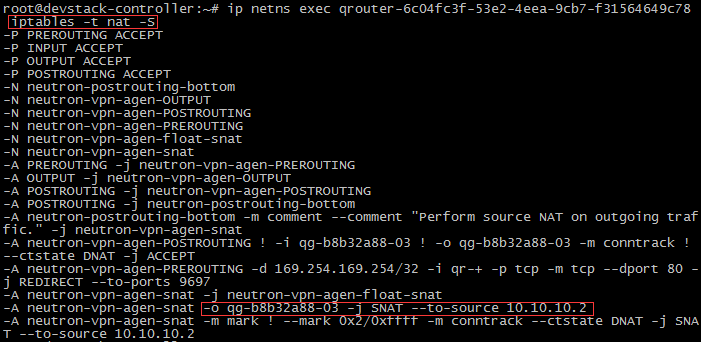 root@devstack-controller:~# ip netns exec qrouter-6c04fc3f-53e2-4eea-9cb7-f31564649c78
iptables -t nat -S
-P PREROUTING ACCEPT
-P INPUT ACCEPT
-P OUTPUT ACCEPT
-P POSTROUTING ACCEPT
-N neutron-postrouting-bottom
-N neutron-vpn-agen-OUTPUT
-N neutron-vpn-agen-POSTROUTING
-N neutron-vpn-agen-PREROUTING
-N neutron-vpn-agen-float-snat
-N neutron-vpn-agen-snat
-A PREROUTING -j neutron-vpn-agen-PREROUTING
-A OUTPUT -j neutron-vpn-agen-OUTPUT
-A POSTROUTING -j neutron-vpn-agen-POSTROUTING
-A POSTROUTING -j neutron-postrouting-bottom
-A neutron-postrouting-bottom -m comment --comment "Perform source NAT on outgoing traf
fic." -j neutron-vpn-agen-snat
-A neutron-vpn-agen-POSTROUTING ! -i qg-b8b32a88-03 ! -o qg-b8b32a88-03 -m conntrack !
--ctstate DNAT -j ACCEPT
-A neutron-vpn-agen-PREROUTING -d 169.254.169.254/32 -i qr-+ -p tcp -m tcp --dport 80 -
j REDIRECT --to-ports 9697
-A neutron-vpn-agen-snat -j neutron-vpn-agen-float-snat
-A neutron-vpn-agen-snat -o qg-b8b32a88-03 -j SNAT --to-source 10.10.10.2
-A neutron-vpn-agen-snat -m mark ! --mark 0x2/0xffff -m conntrack --ctstate DNAT -j SNA
T --to-source 10.10.10.2